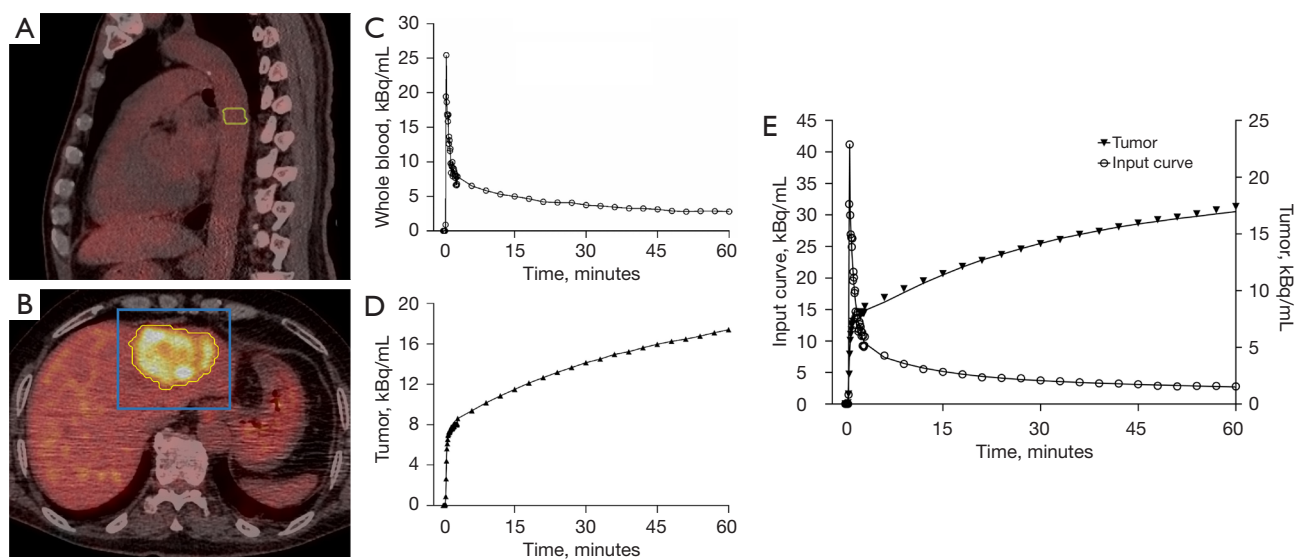 A
B
C
Whole blood, kBq/mL
30
25
20
15
10
5
0
0 15 30 45 60
Time, minutes
D
Tumor, kBq/mL
20
16
12
8
4
0
0 15 30 45 60
Time, minutes
E
Tumor
Input curve
Input curve, kBq/mL
45
40
35
30
25
20
15
10
5
0
0 15 30 45 60
Time, minutes
25
20
15
10
5
0
Tumor, kBq/mL